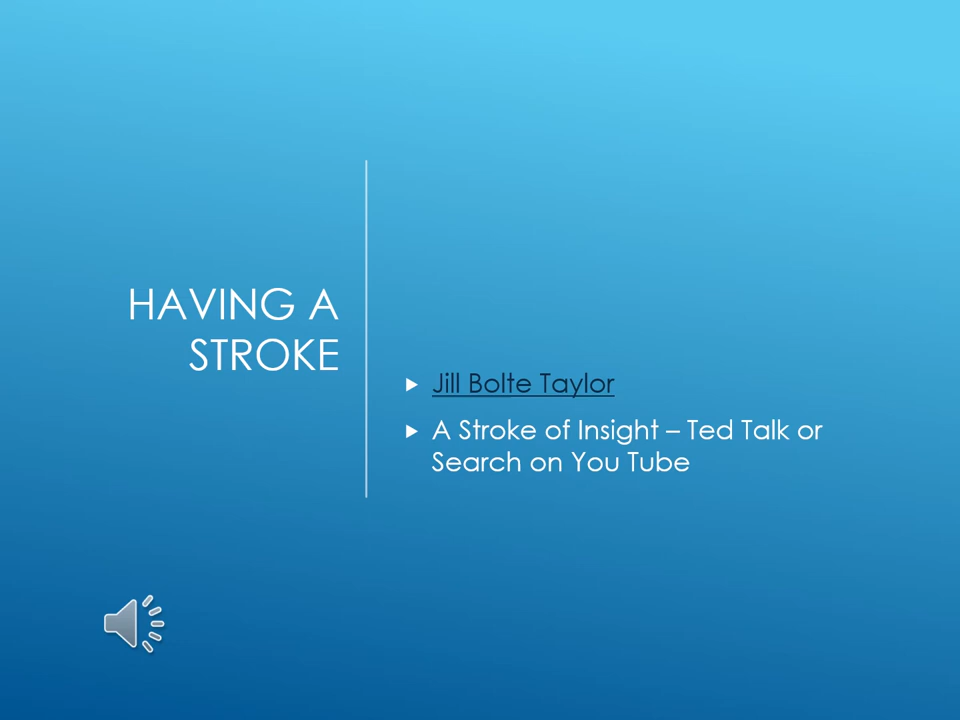 HAVING A
STROKE
Jill Bolte Taylor
A Stroke of Insight – Ted Talk or
Search on You Tube